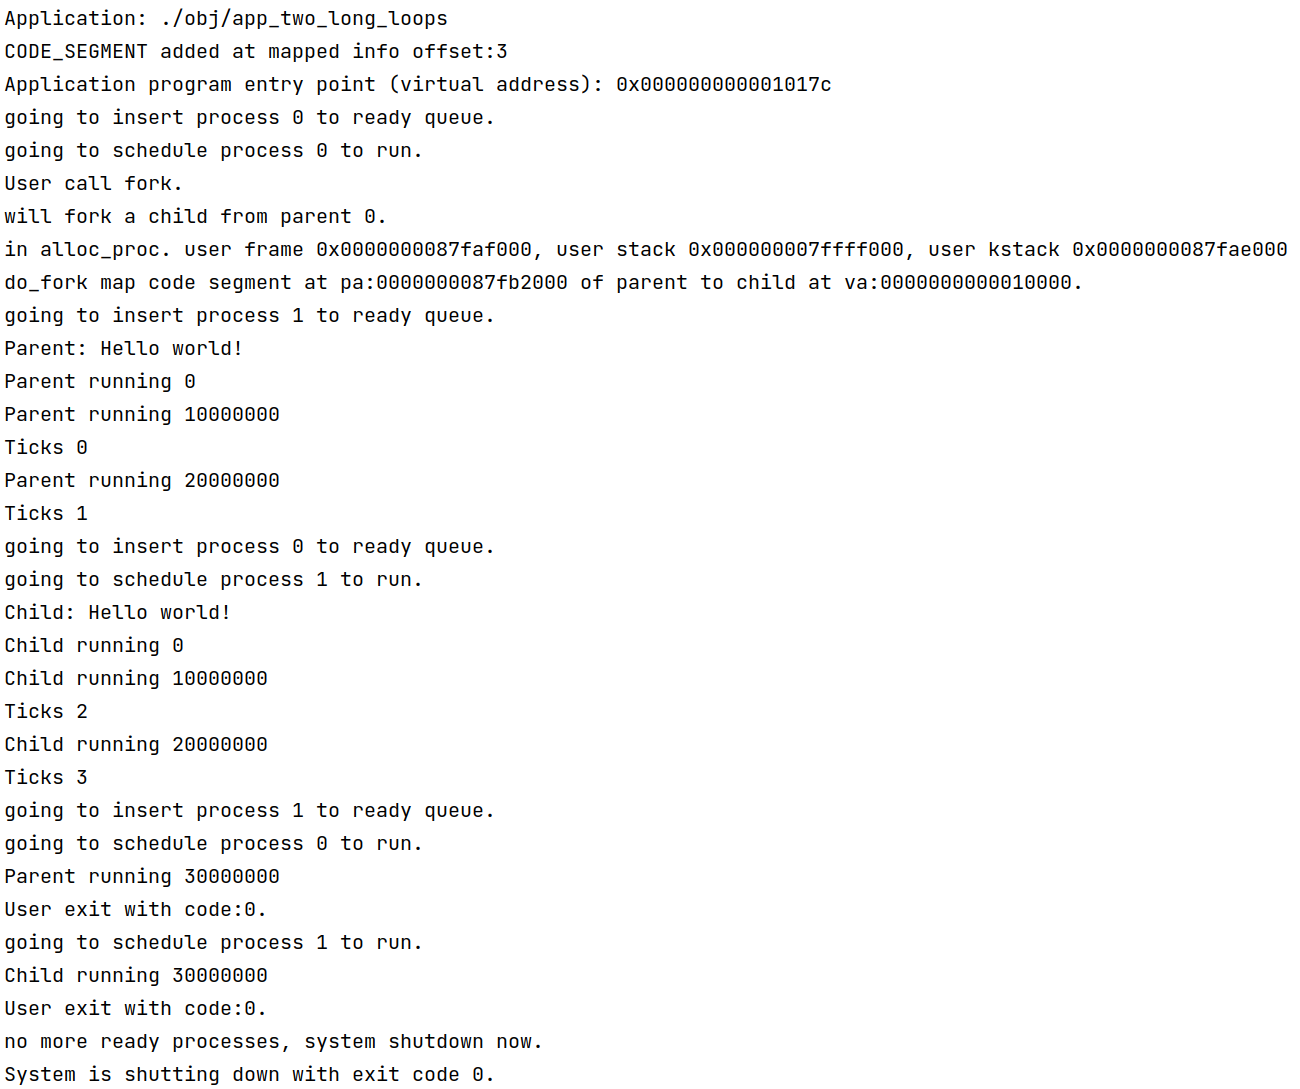 Application: ./obj/app_two_long_loops
CODE_SEGMENT added at mapped info offset:3
Application program entry point (virtual address): 0x000000000001017c
going to insert process 0 to ready queue.
going to schedule process 0 to run.
User call fork.
will fork a child from parent 0.
in alloc_proc. user frame 0x0000000087faf000, user stack 0x000000007ffff000, user kstack 0x0000000087fae000
do_fork map code segment at pa:0000000087fb2000 of parent to child at va:0000000000010000.
going to insert process 1 to ready queue.
Parent: Hello world!
Parent running 0
Parent running 10000000
Ticks 0
Parent running 20000000
Ticks 1
going to insert process 0 to ready queue.
going to schedule process 1 to run.
Child: Hello world!
Child running 0
Child running 10000000
Ticks 2
Child running 20000000
Ticks 3
going to insert process 1 to ready queue.
going to schedule process 0 to run.
Parent running 30000000
User exit with code:0.
going to schedule process 1 to run.
Child running 30000000
User exit with code:0.
no more ready processes, system shutdown now.
System is shutting down with exit code 0.